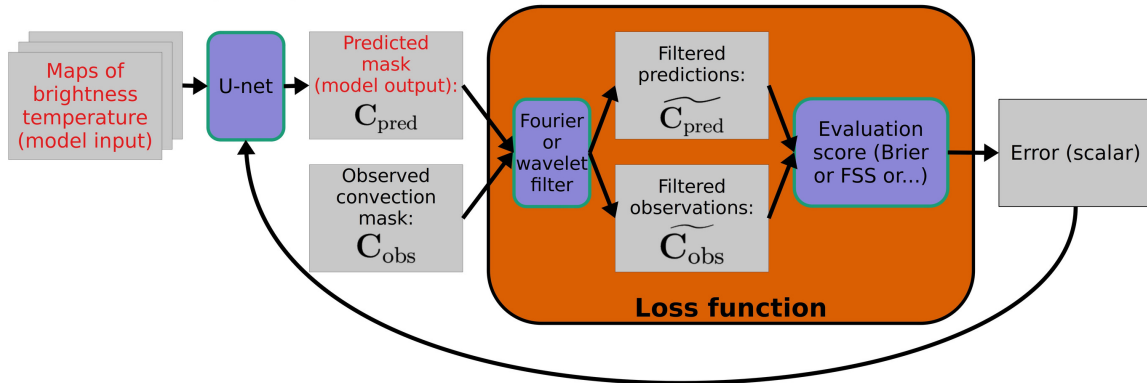 Maps of
brightness
temperature
(model input)
U-net
Predicted
mask
(model output):
C_pred
Observed
convection
mask:
C_obs
Fourier
or
wavelet
filter
Filtered
predictions:
C̃_pred
Filtered
observations:
C̃_obs
Evaluation
score (Brier
or FSS or...)
Error (scalar)
Loss function